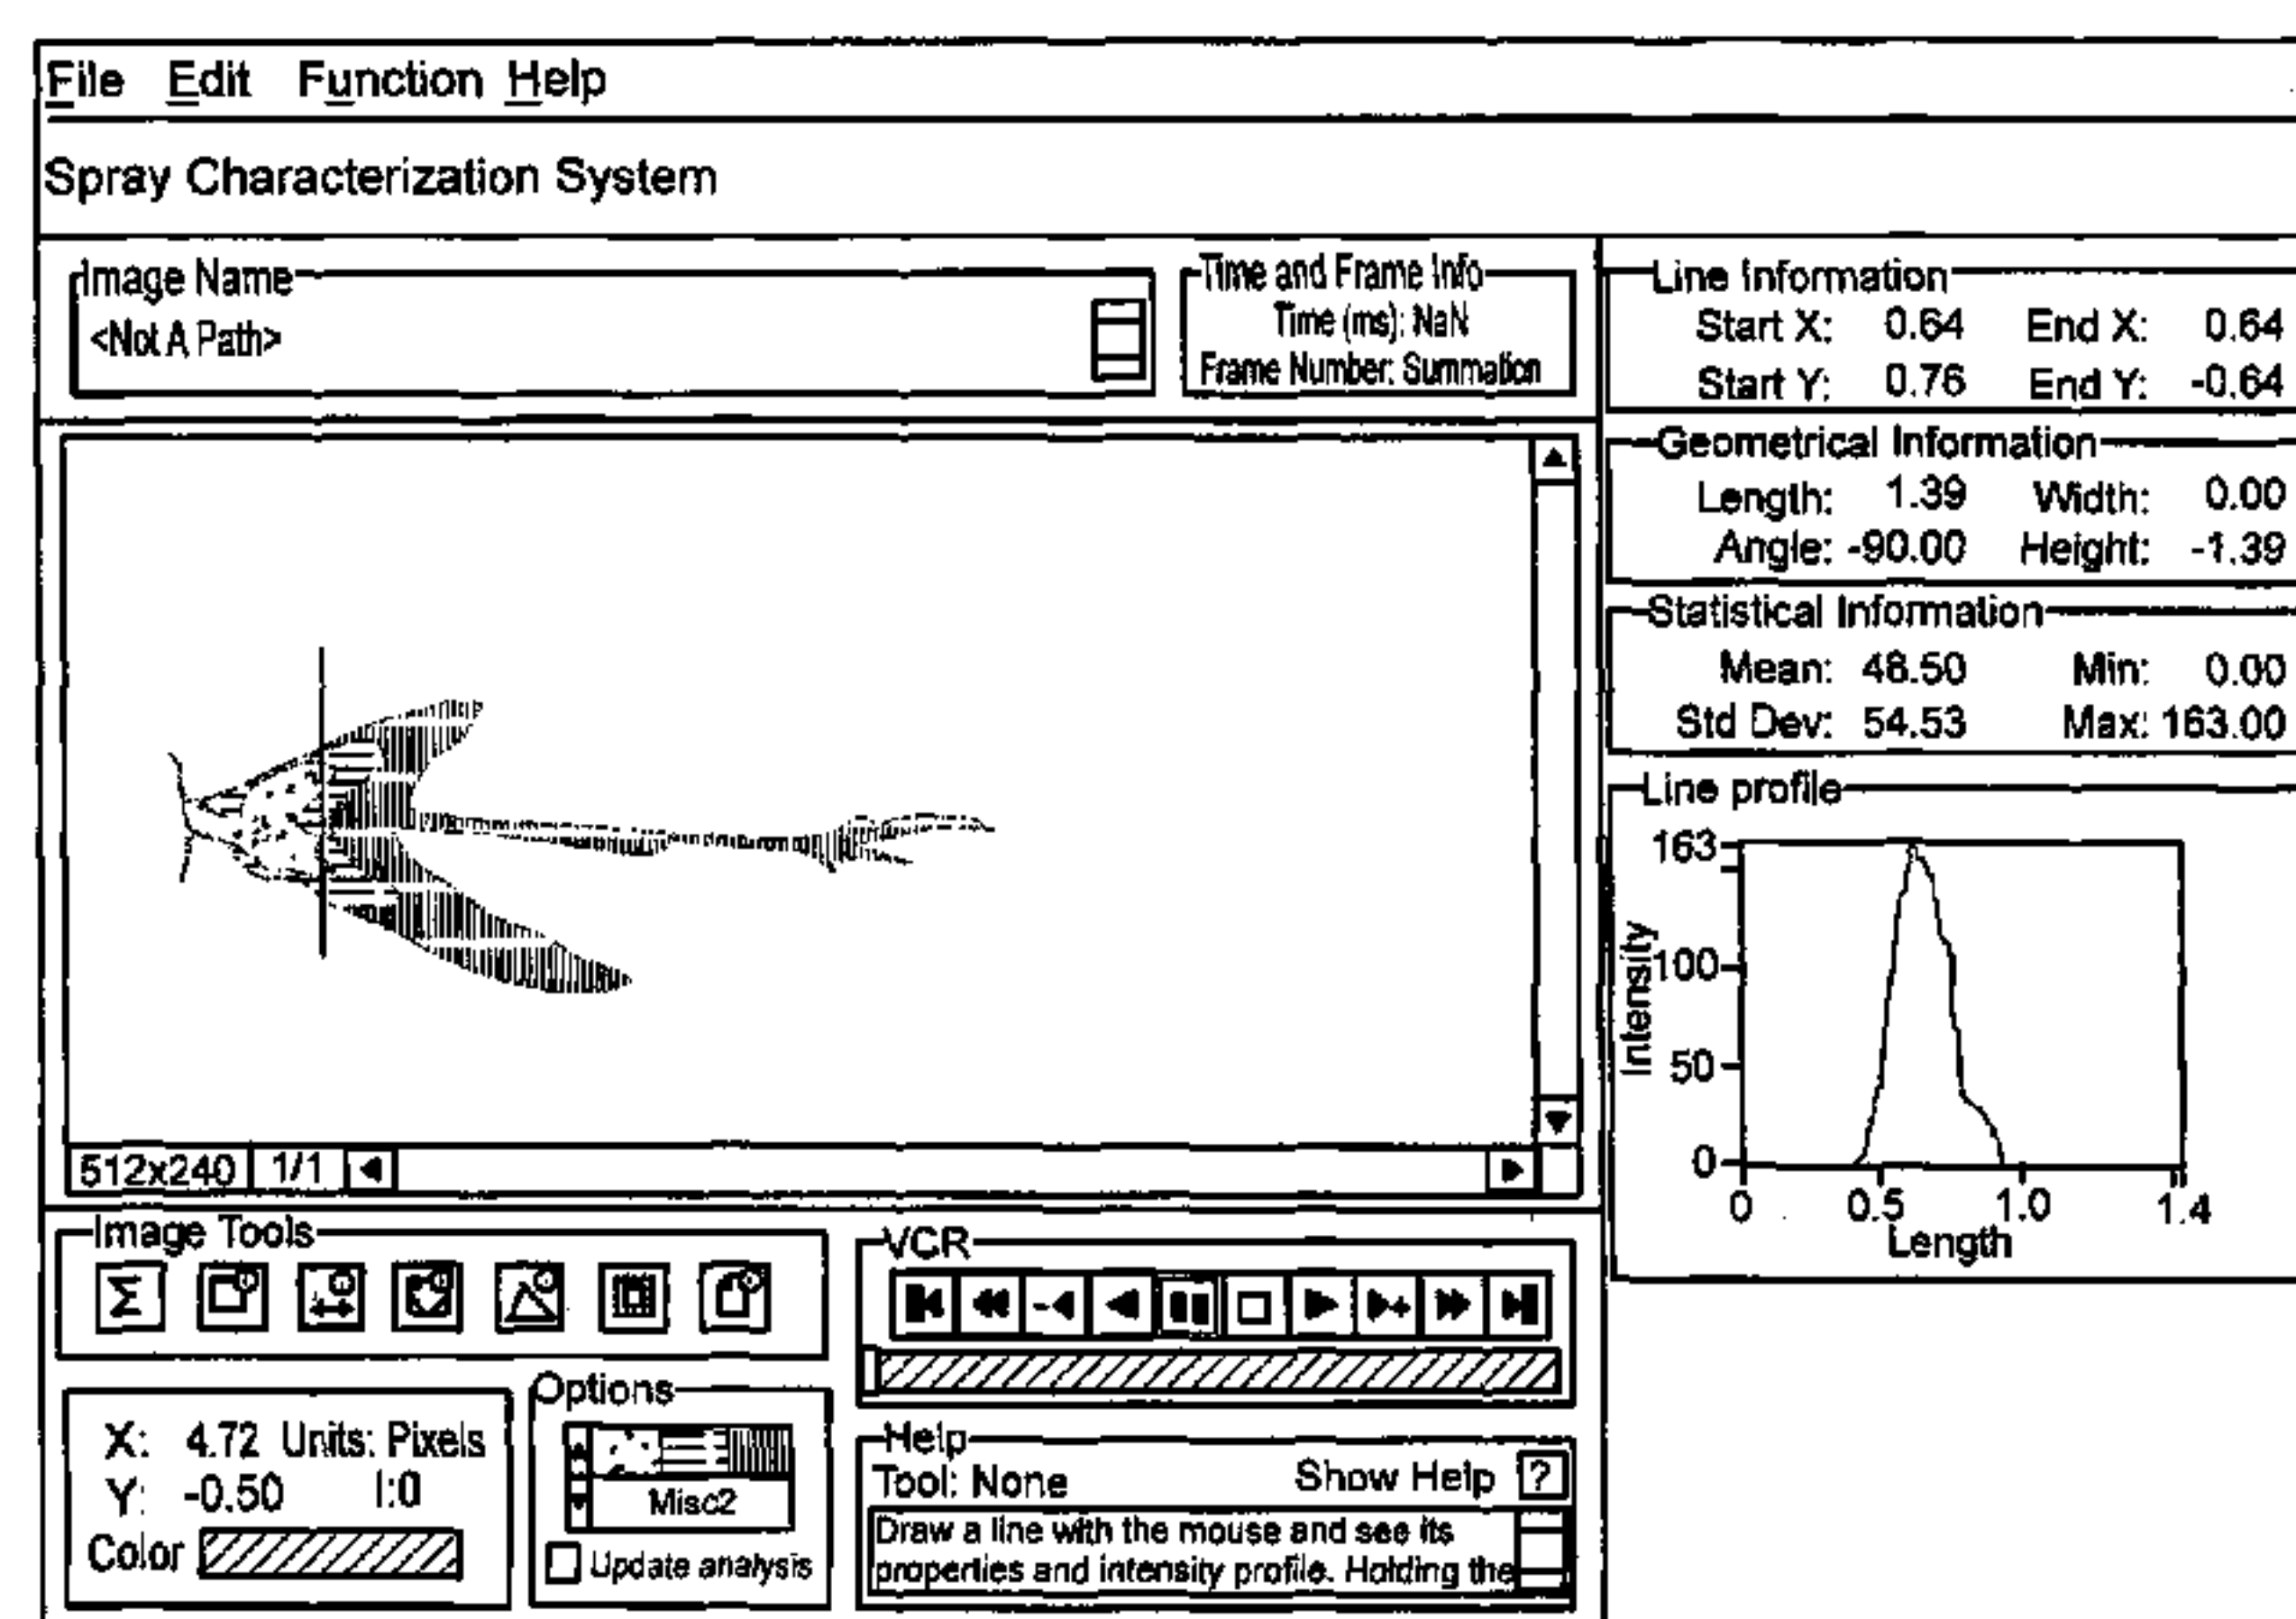 File Edit Function Help
Spray Characterization System
Image Name
<Not A Path>
Time and Frame Info
Time (ms): NaN
Frame Number: Summation
Line Information
Start X: 0.64 End X: 0.64
Start Y: 0.76 End Y: -0.64
Geometrical Information
Length: 1.39 Width: 0.00
Angle: -90.00 Height: -1.39
Statistical Information
Mean: 48.50 Min: 0.00
Std Dev: 54.53 Max: 163.00
Line profile
163
100
50
0
Intensity
0 0.5 1.0 1.4
Length
512x240 1/1
Image Tools
Σ
VCR
X: 4.72 Units: Pixels
Y: -0.50 I:0
Color
Options
Misc2
Update analysis
Help
Tool: None Show Help ?
Draw a line with the mouse and see its
properties and intensity profile. Holding the